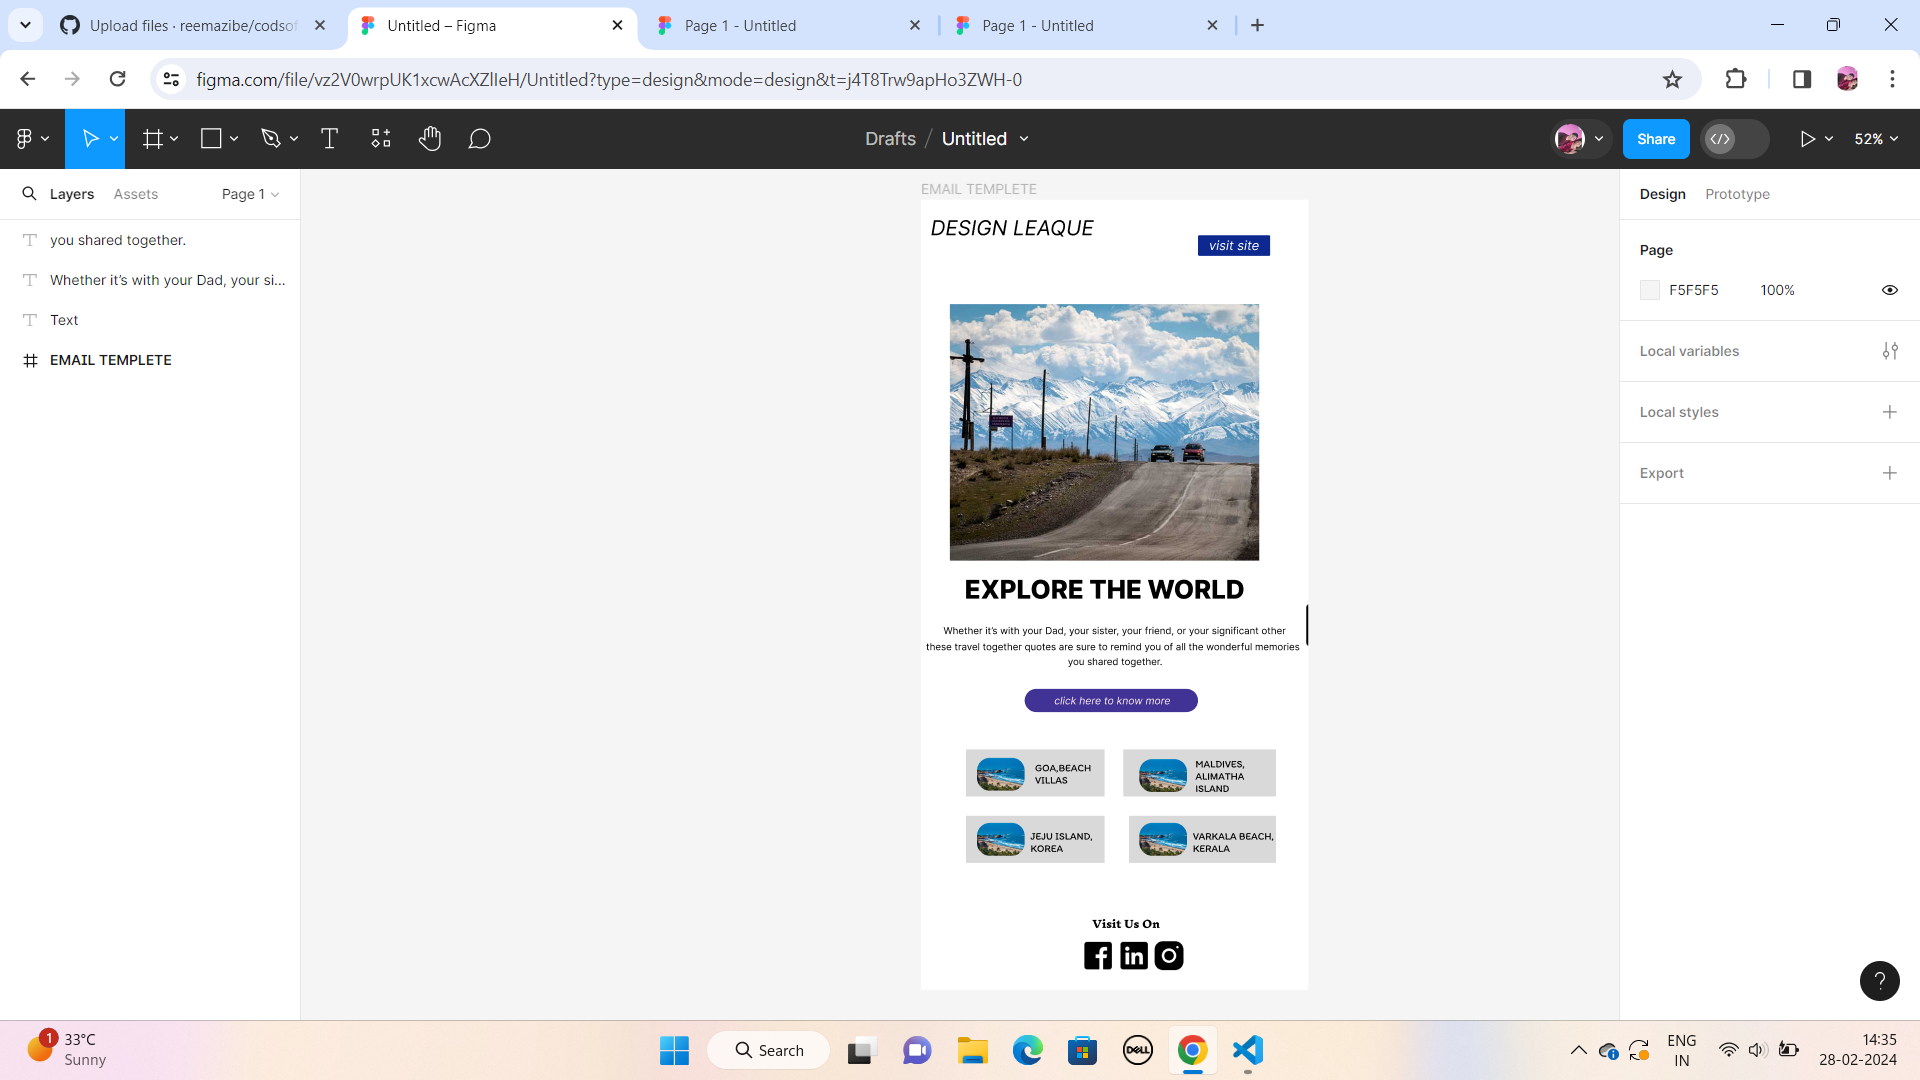 Upload files · reemazibe/codsof
Untitled – Figma
Page 1 - Untitled
Page 1 - Untitled
figma.com/file/vz2V0wrpUK1xcwAcXZlIeH/Untitled?type=design&mode=design&t=j4T8Trw9apHo3ZWH-0
Drafts / Untitled
Share
52%
Layers
Assets
Page 1
you shared together.
Whether it's with your Dad, your si...
Text
EMAIL TEMPLETE
EMAIL TEMPLETE
DESIGN LEAQUE
visit site
EXPLORE THE WORLD
Whether it's with your Dad, your sister, your friend, or your significant other
these travel together quotes are sure to remind you of all the wonderful memories
you shared together.
click here to know more
GOA,BEACH
VILLAS
MALDIVES,
ALIMATHA
ISLAND
JEJU ISLAND,
KOREA
VARKALA BEACH,
KERALA
Visit Us On
Design
Prototype
Page
F5F5F5
100%
Local variables
Local styles
Export
?
1
33°C
Sunny
Search
DELL
ENG
IN
14:35
28-02-2024